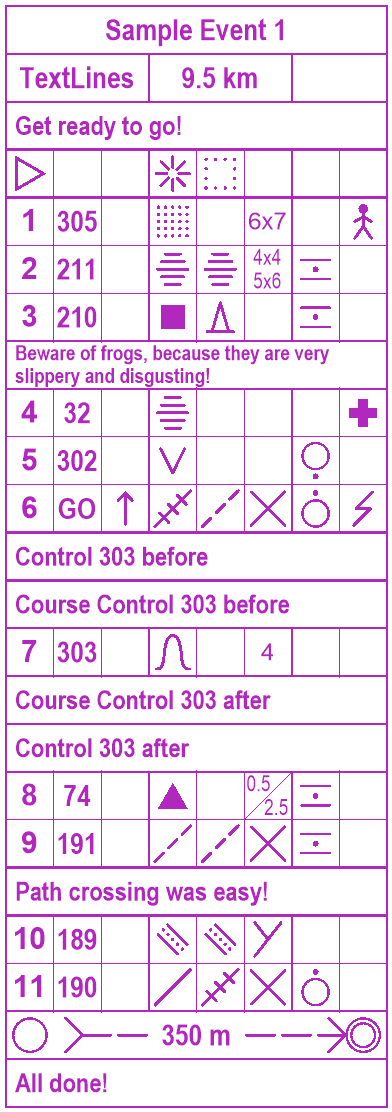 Sample Event 1
TextLines 9.5 km
Get ready to go!
1 305 6x7
2 211 4x4
5x6
3 210
Beware of frogs, because they are very
slippery and disgusting!
4 32
5 302
6 GO
Control 303 before
Course Control 303 before
7 303 4
Course Control 303 after
Control 303 after
8 74 0.5
2.5
9 191
Path crossing was easy!
10 189
11 190
350 m
All done!